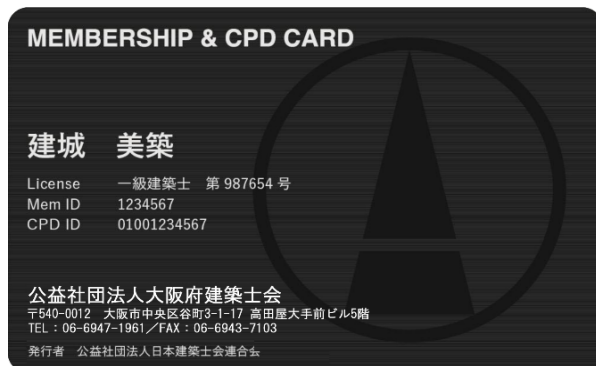 MEMBERSHIP & CPD CARD
建城　美築
License　一級建築士　第 987654 号
Mem ID　1234567
CPD ID　01001234567
公益社団法人大阪府建築士会
〒540-0012　大阪市中央区谷町3-1-17 高田屋大手前ビル5階
TEL：06-6947-1961／FAX：06-6943-7103
発行者　公益社団法人日本建築士会連合会